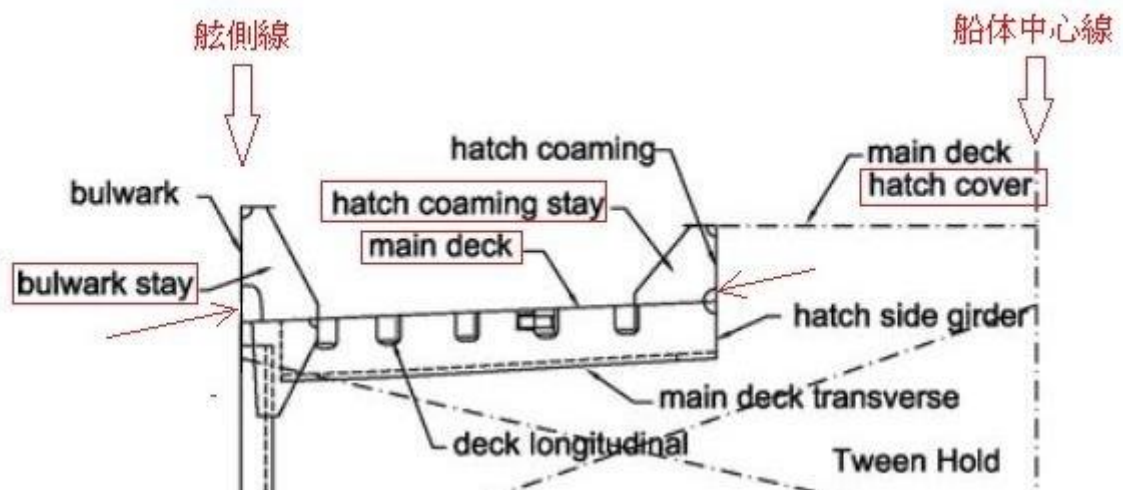 舷側線
船体中心線
hatch coaming
main deck
hatch cover
bulwark
hatch coaming stay
main deck
bulwark stay
hatch side girder
main deck transverse
deck longitudinal
Tween Hold